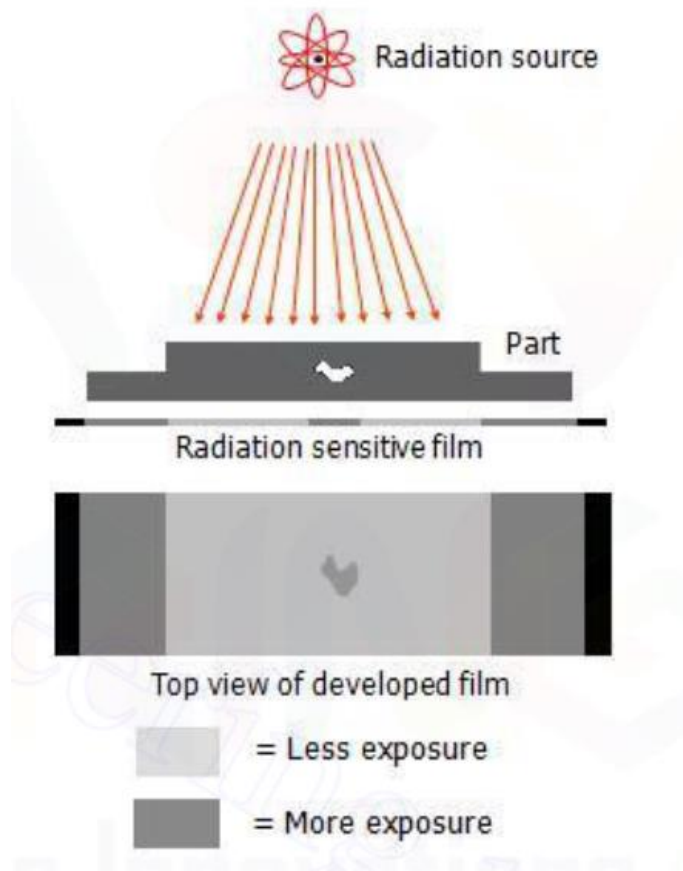 Radiation source
Part
Radiation sensitive film
Top view of developed film
= Less exposure
= More exposure